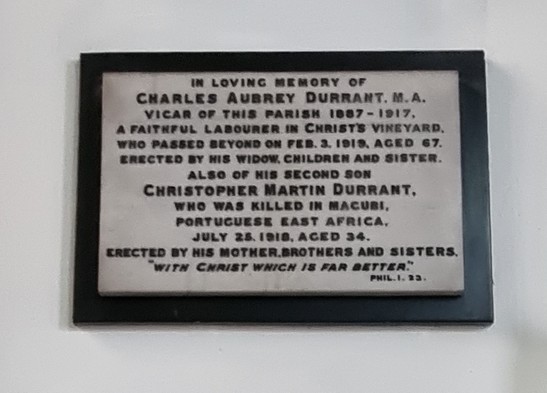 IN LOVING MEMORY OF
CHARLES AUBREY DURRANT, M.A.
VICAR OF THIS PARISH 1887-1917,
A FAITHFUL LABOURER IN CHRIST'S VINEYARD,
WHO PASSED BEYOND ON FEB. 3, 1919, AGED 67.
ERECTED BY HIS WIDOW, CHILDREN AND SISTER.
ALSO OF HIS SECOND SON
CHRISTOPHER MARTIN DURRANT,
WHO WAS KILLED IN MACUBI,
PORTUGUESE EAST AFRICA,
JULY 25, 1918, AGED 34.
ERECTED BY HIS MOTHER, BROTHERS AND SISTERS.
"WITH CHRIST WHICH IS FAR BETTER."
PHIL. I. 23.